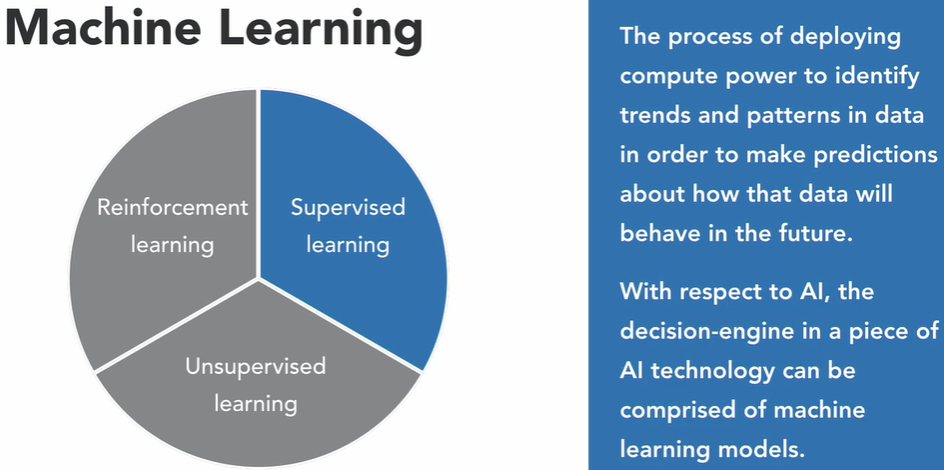 Machine Learning
Reinforcement
learning
Supervised
learning
Unsupervised
learning
The process of deploying
compute power to identify
trends and patterns in data
in order to make predictions
about how that data will
behave in the future.
With respect to AI, the
decision-engine in a piece of
AI technology can be
comprised of machine
learning models.